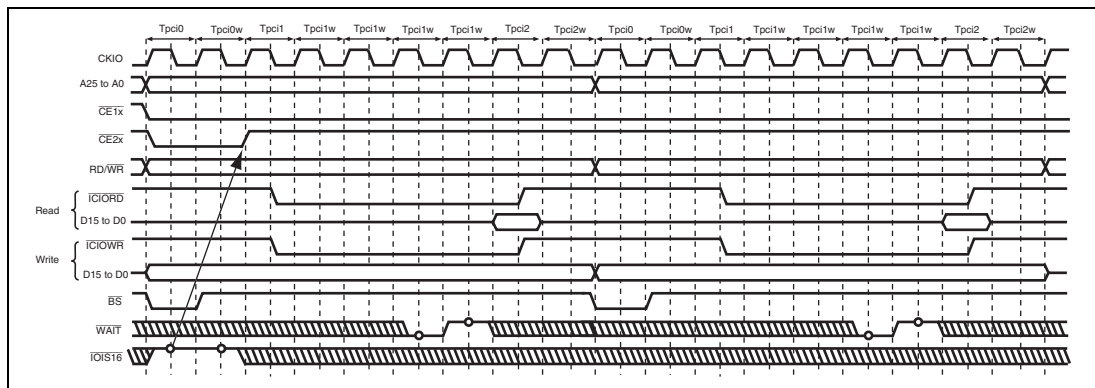 Tpci0 Tpci0w Tpci1 Tpci1w Tpci1w Tpci1w Tpci1w Tpci2 Tpci2w Tpci0 Tpci0w Tpci1 Tpci1w Tpci1w Tpci1w Tpci1w Tpci2 Tpci2w
CKIO
A25 to A0
CE1x
CE2x
RD/WR
ICIORD
Read
D15 to D0
ICIOWR
Write
D15 to D0
BS
WAIT
IOIS16